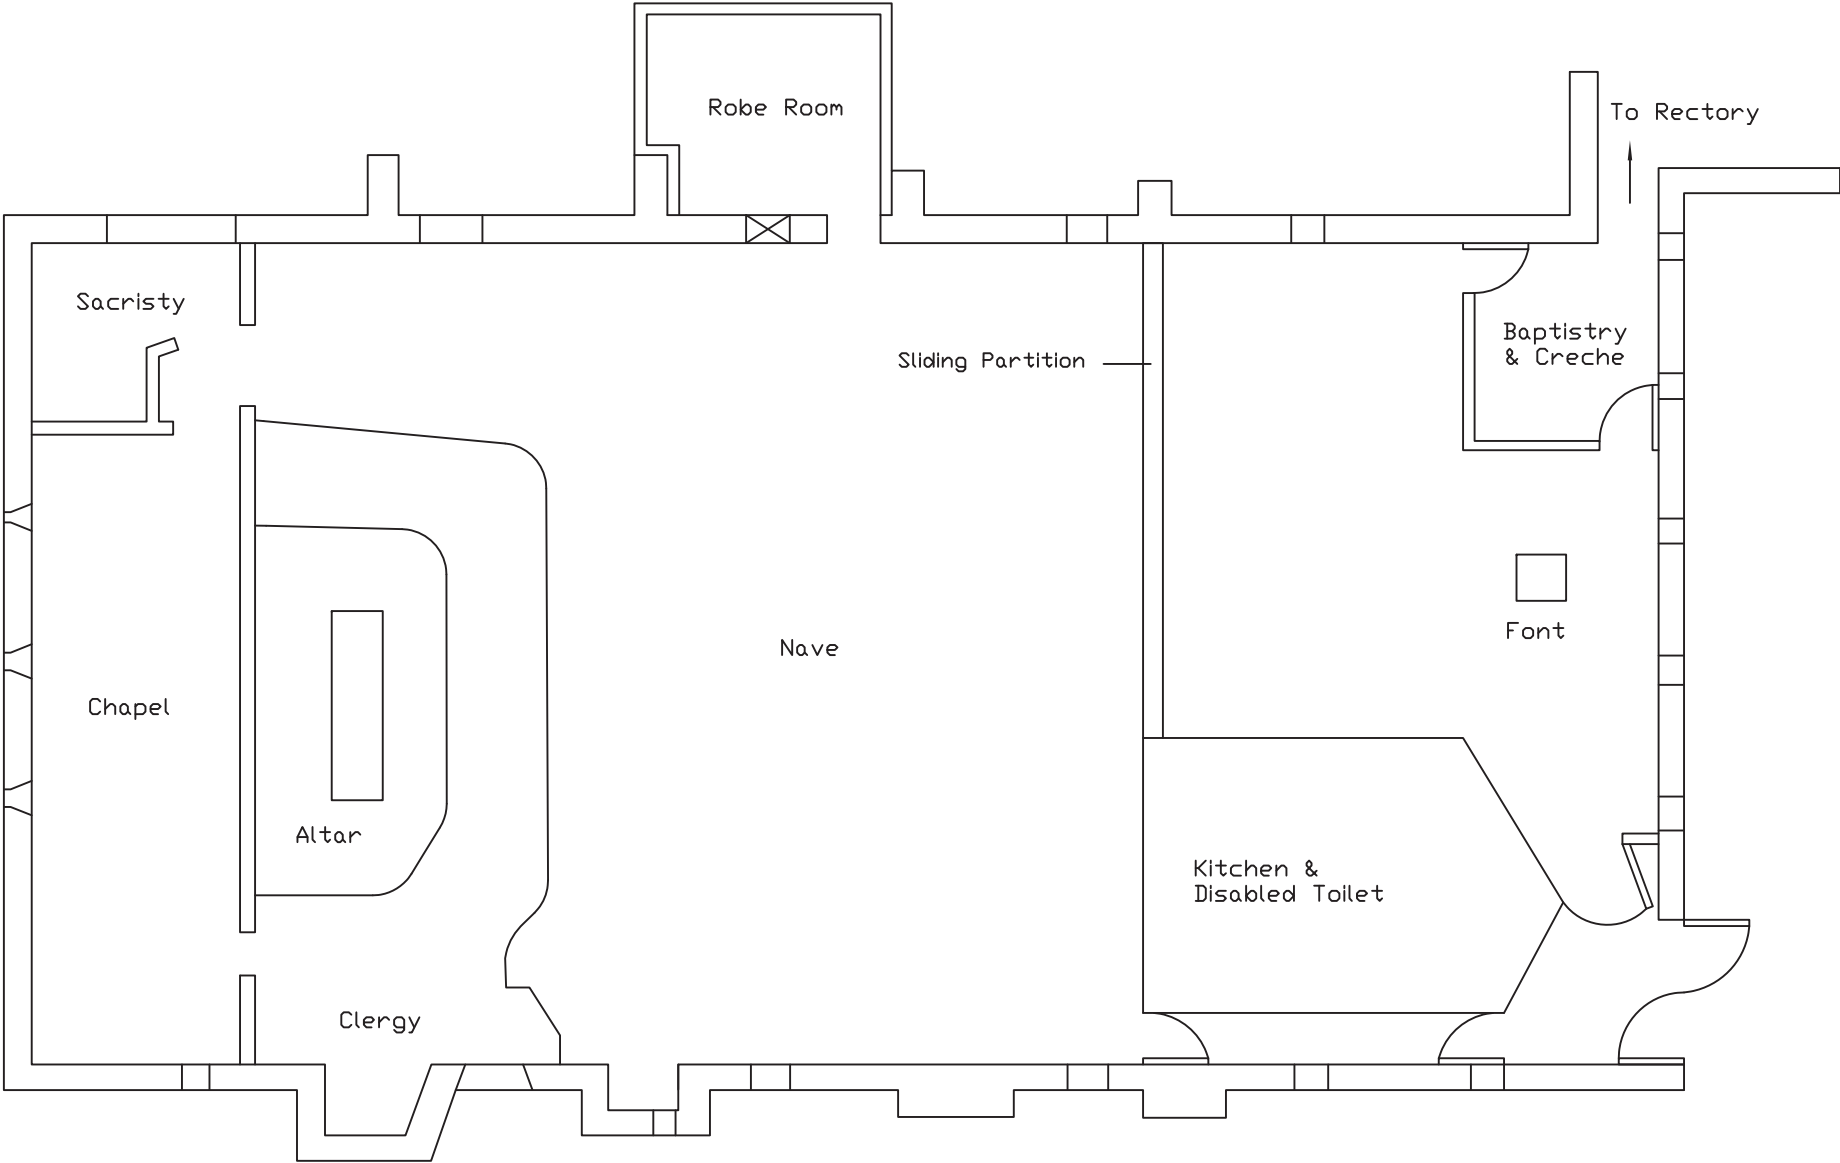 Robe Room
To Rectory
Sacristy
Sliding Partition
Baptistry
& Creche
Font
Nave
Chapel
Altar
Kitchen &
Disabled Toilet
Clergy